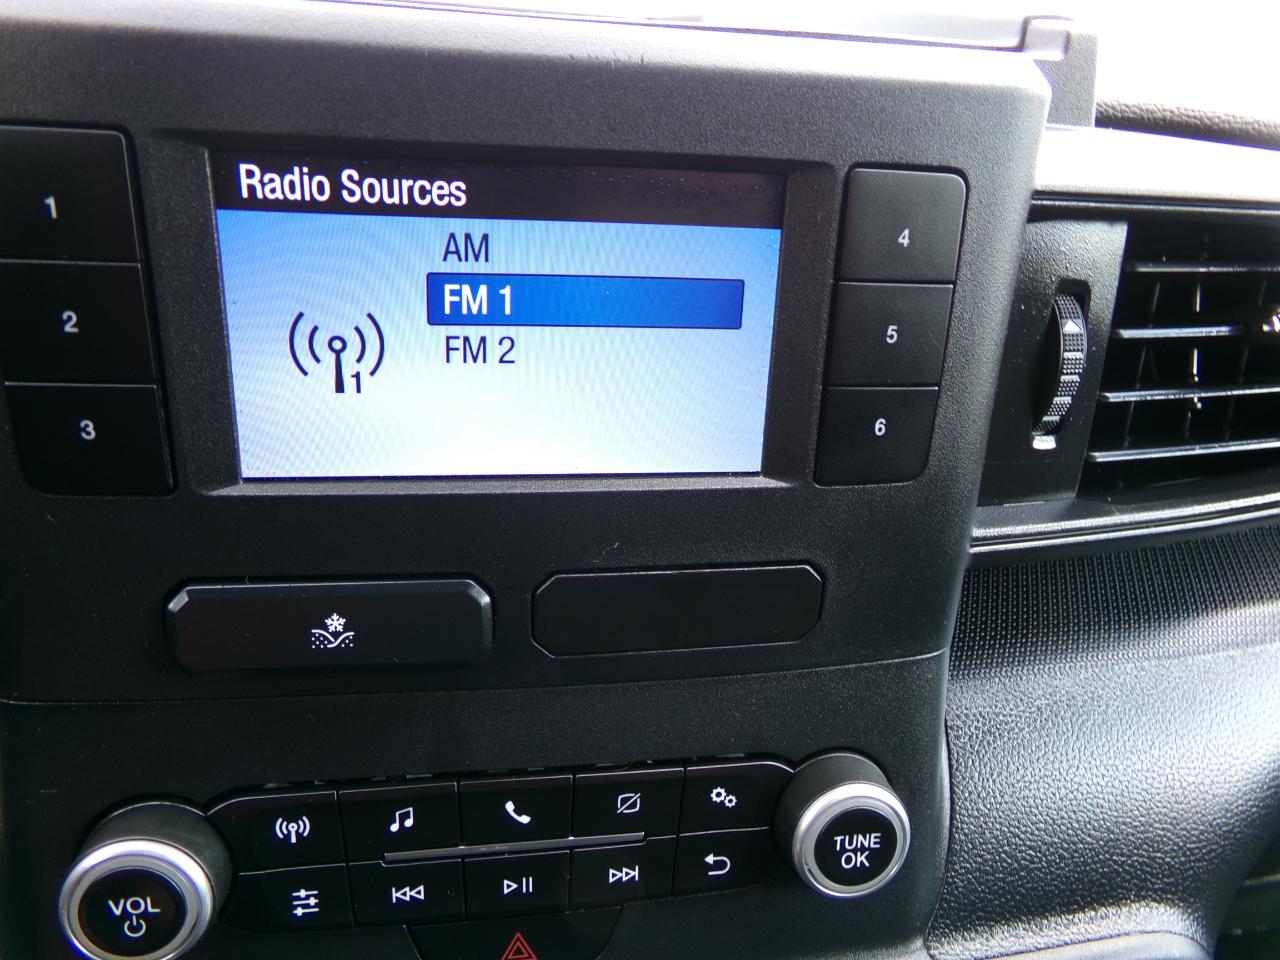 Radio Sources
AM
FM 1
FM 2
1
1
2
3
4
5
6
VOL
TUNE
OK